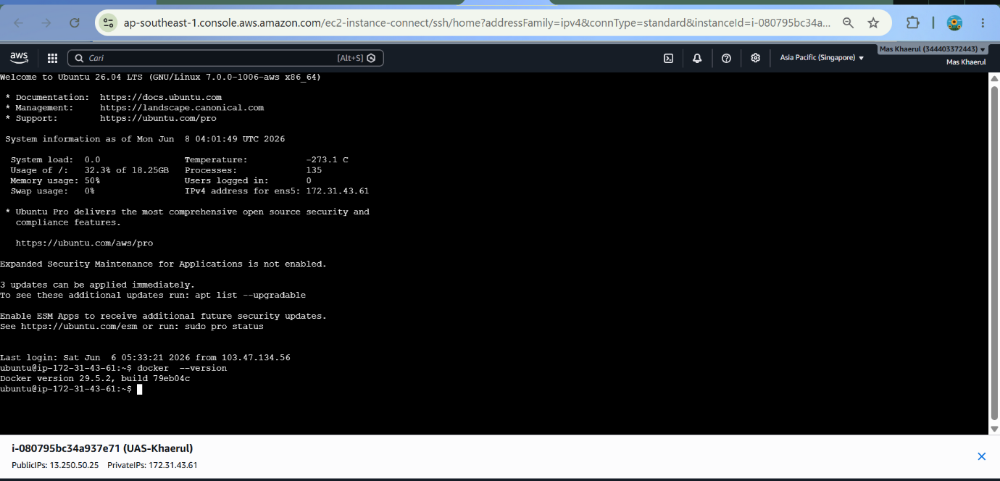 ap-southeast-1.console.aws.amazon.com/ec2-instance-connect/ssh/home?addressFamily=ipv4&connType=standard&instanceId=i-080795bc34a...
aws
Cari [Alt+S]
Asia Pacific (Singapore)
Mas Khaerul (344403372443)
Mas Khaerul
Welcome to Ubuntu 26.04 LTS (GNU/Linux 7.0.0-1006-aws x86_64)
* Documentation: https://docs.ubuntu.com
* Management: https://landscape.canonical.com
* Support: https://ubuntu.com/pro
System information as of Mon Jun 8 04:01:49 UTC 2026
System load: 0.0 Temperature: -273.1 C
Usage of /: 32.3% of 18.25GB Processes: 135
Memory usage: 50% Users logged in: 0
Swap usage: 0% IPv4 address for ens5: 172.31.43.61
* Ubuntu Pro delivers the most comprehensive open source security and
compliance features.
https://ubuntu.com/aws/pro
Expanded Security Maintenance for Applications is not enabled.
3 updates can be applied immediately.
To see these additional updates run: apt list --upgradable
Enable ESM Apps to receive additional future security updates.
See https://ubuntu.com/esm or run: sudo pro status
Last login: Sat Jun 6 05:33:21 2026 from 103.47.134.56
ubuntu@ip-172-31-43-61:~$ docker --version
Docker version 29.5.2, build 79eb04c
ubuntu@ip-172-31-43-61:~$
i-080795bc34a937e71 (UAS-Khaerul)
PublicIPs: 13.250.50.25 PrivateIPs: 172.31.43.61